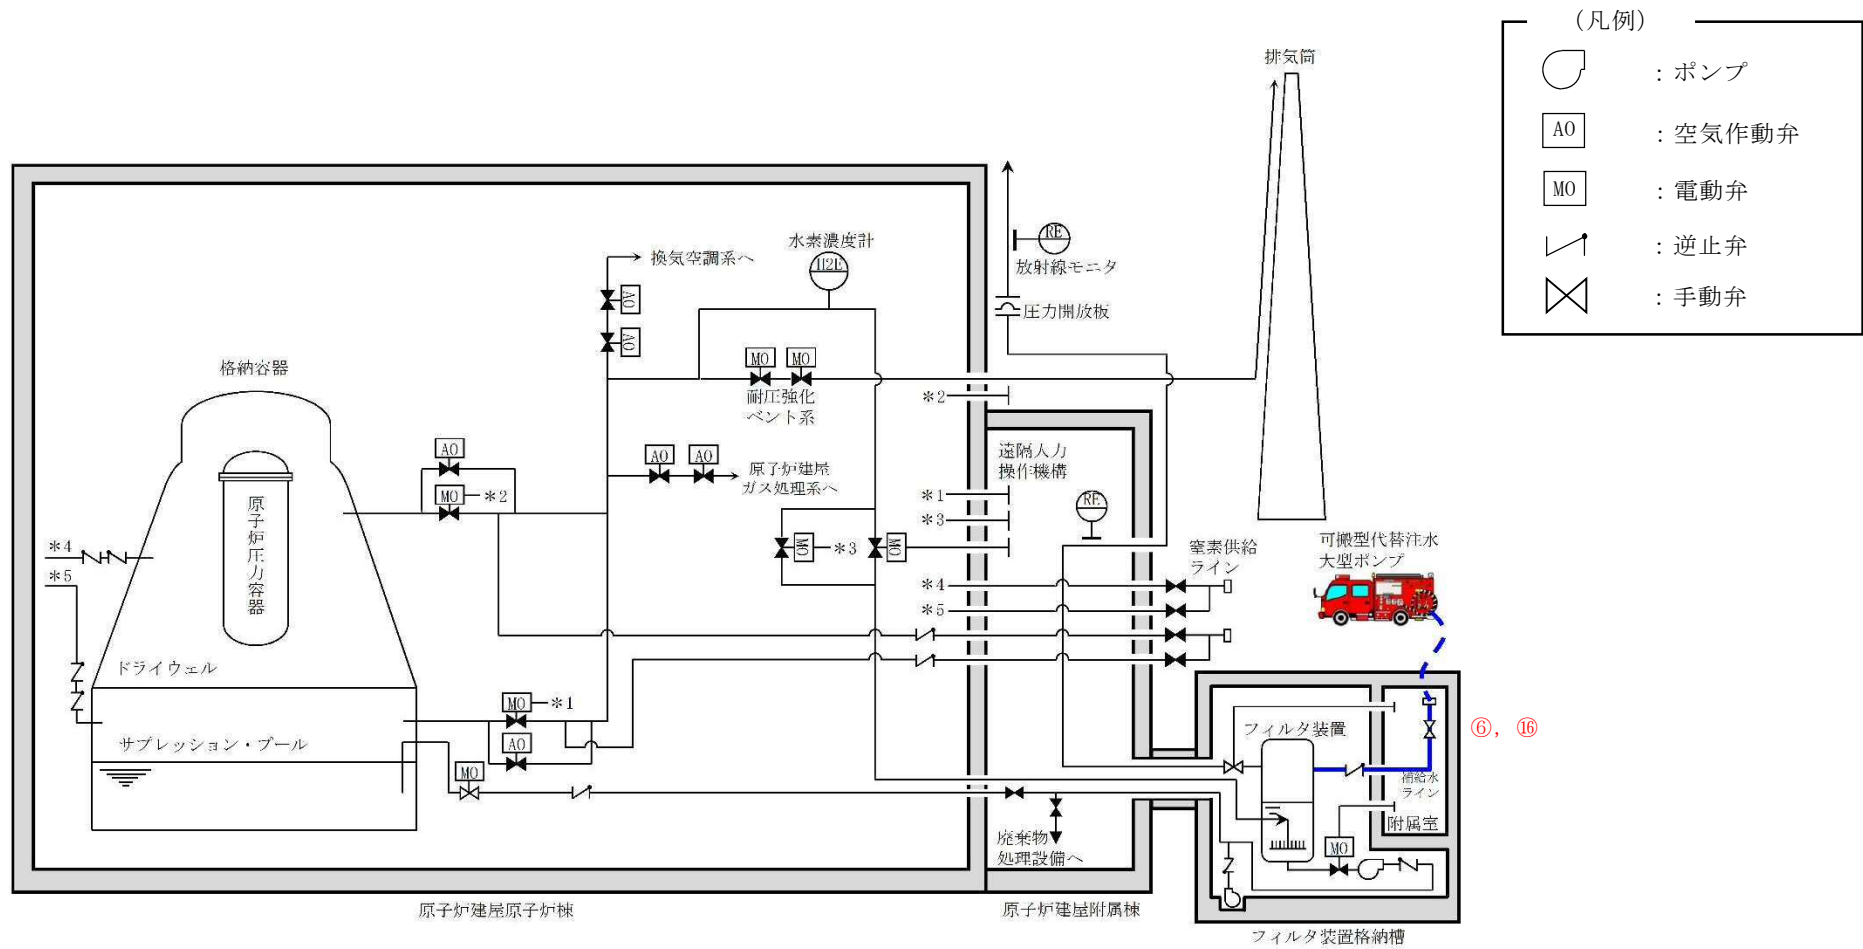 (凡例)
：ポンプ
AO ：空気作動弁
MO ：電動弁
：逆止弁
：手動弁
排気筒
RE
放射線モニタ
圧力開放板
水素濃度計
H2E
換気空調系へ
AO
AO
MO
MO
耐圧強化
ベント系
格納容器
原子炉圧力容器
AO
MO
＊2
AO
AO
原子炉建屋
ガス処理系へ
＊2
遠隔人力
操作機構
＊1
＊3
RE
MO
＊3
MO
＊4
＊5
窒素供給
ライン
＊4
＊5
可搬型代替注水
大型ポンプ
ドライウェル
サプレッション・プール
MO
＊1
AO
MO
廃棄物
処理設備へ
フィルタ装置
補給水
ライン
附属室
MO
⑥，⑯
原子炉建屋原子炉棟
原子炉建屋附属棟
フィルタ装置格納槽